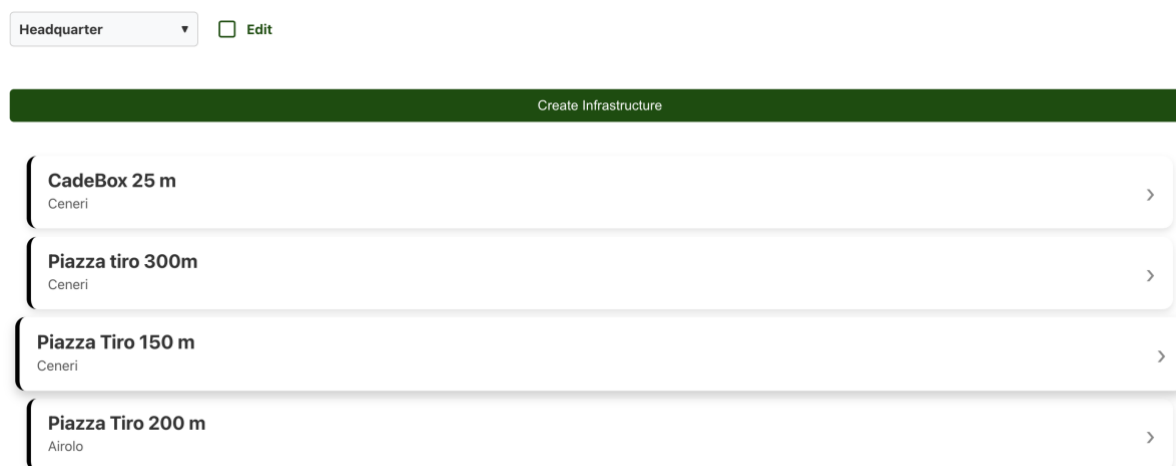 Headquarter
Edit
Create Infrastructure
CadeBox 25 m
Ceneri
Piazza tiro 300m
Ceneri
Piazza Tiro 150 m
Ceneri
Piazza Tiro 200 m
Airolo